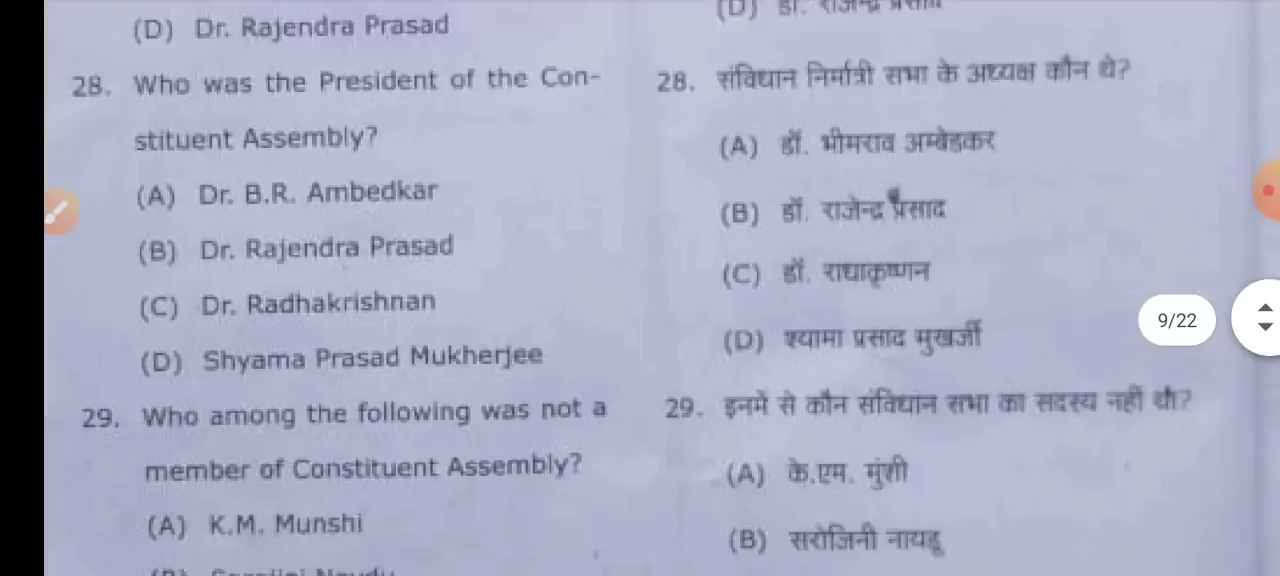 (D) Dr. Rajendra Prasad
28. Who was the President of the Con-
stituent Assembly?
(A) Dr. B.R. Ambedkar
(B) Dr. Rajendra Prasad
(C) Dr. Radhakrishnan
(D) Shyama Prasad Mukherjee
29. Who among the following was not a
member of Constituent Assembly?
(A) K.M. Munshi
(D) डॉ. राजेन्द्र प्रसाद
28. संविधान निर्मात्री सभा के अध्यक्ष कौन थे?
(A) डॉ. भीमराव अम्बेडकर
(B) डॉ. राजेन्द्र प्रसाद
(C) डॉ. राधाकृष्णन
(D) श्यामा प्रसाद मुखर्जी
29. इनमें से कौन संविधान सभा का सदस्य नहीं था?
(A) के.एम. मुंशी
(B) सरोजिनी नायडू
9/22